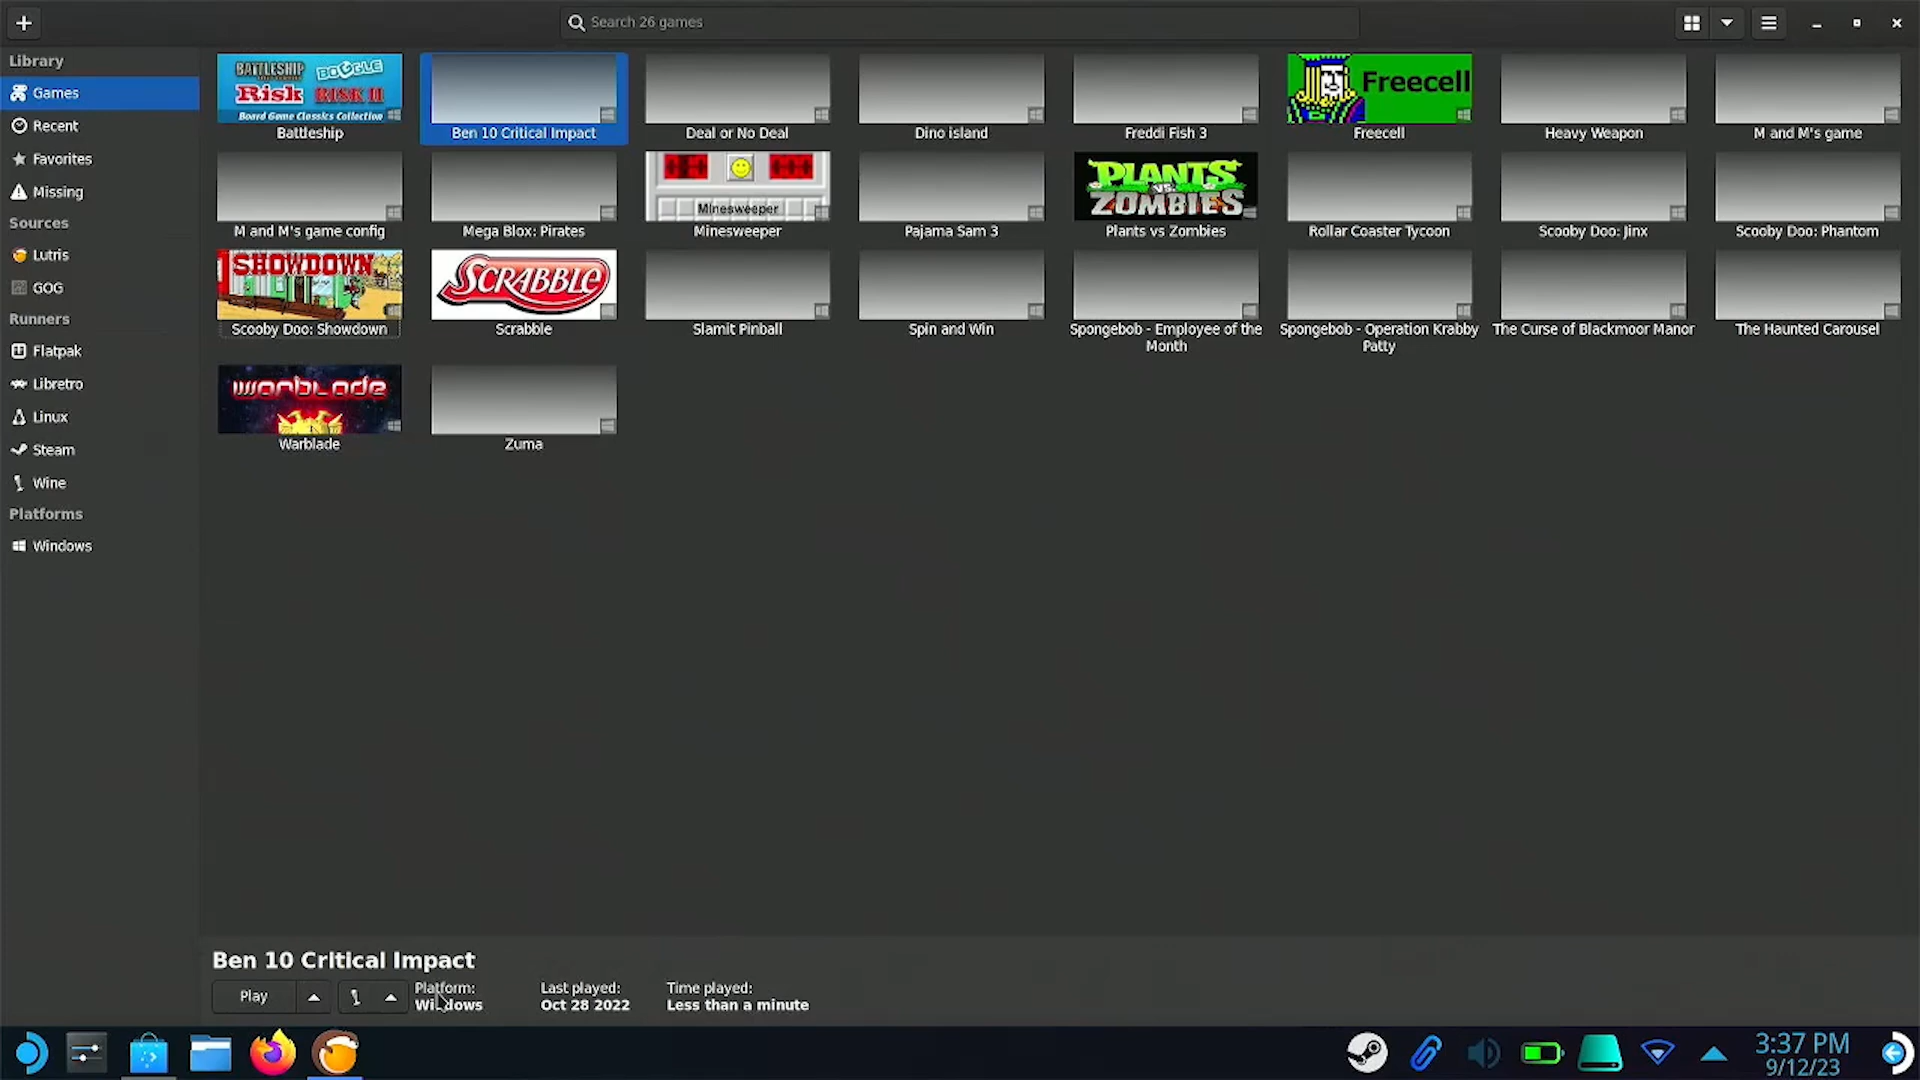 Search 26 games
Library
Games
Recent
Favorites
Missing
Sources
Lutris
GOG
Runners
Flatpak
Libretro
Linux
Steam
Wine
Platforms
Windows
BATTLESHIP BOGGLE
Risk RISK II
Board Game Classics Collection
Battleship
Ben 10 Critical Impact
Deal or No Deal
Dino island
Freddi Fish 3
Freecell
Freecell
Heavy Weapon
M and M's game
M and M's game config
Mega Blox: Pirates
Minesweeper
Minesweeper
Pajama Sam 3
PLANTS
VS.
ZOMBIES
Plants vs Zombies
Rollar Coaster Tycoon
Scooby Doo: Jinx
Scooby Doo: Phantom
SHOWDOWN
Scooby Doo: Showdown
SCRABBLE
Scrabble
Slamit Pinball
Spin and Win
Spongebob - Employee of the
Month
Spongebob - Operation Krabby
Patty
The Curse of Blackmoor Manor
The Haunted Carousel
warblade
Warblade
Zuma
Ben 10 Critical Impact
Play
Platform:
Windows
Last played:
Oct 28 2022
Time played:
Less than a minute
3:37 PM
9/12/23